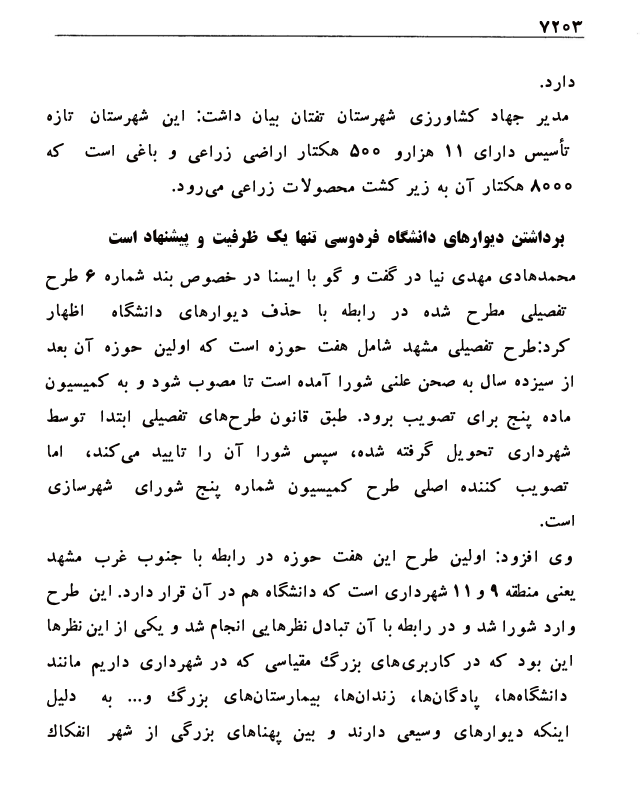 ۷۲۰۳
دارد.
مدیر جهاد کشاورزی شهرستان تفتان بیان داشت: این شهرستان تازه
تأسیس دارای ۱۱ هزارو ۵۰۰ هکتار اراضی زراعی و باغی است که
۸۰۰۰ هکتار آن به زیر کشت محصولات زراعی می‌رود.
برداشتن دیوارهای دانشگاه فردوسی تنها یک ظرفیت و پیشنهاد است
محمدهادی مهدی نیا در گفت و گو با ایسنا در خصوص بند شماره ۶ طرح
تفصیلی مطرح شده در رابطه با حذف دیوارهای دانشگاه اظهار
کرد:طرح تفصیلی مشهد شامل هفت حوزه است که اولین حوزه آن بعد
از سیزده سال به صحن علنی شورا آمده است تا مصوب شود و به کمیسیون
ماده پنج برای تصویب برود. طبق قانون طرح‌های تفصیلی ابتدا توسط
شهرداری تحویل گرفته شده، سپس شورا آن را تایید می‌کند، اما
تصویب کننده اصلی طرح کمیسیون شماره پنج شورای شهرسازی
است.
وی افزود: اولین طرح این هفت حوزه در رابطه با جنوب غرب مشهد
یعنی منطقه ۹ و ۱۱ شهرداری است که دانشگاه هم در آن قرار دارد. این طرح
وارد شورا شد و در رابطه با آن تبادل نظرهایی انجام شد و یکی از این نظرها
این بود که در کاربری‌های بزرگ مقیاسی که در شهرداری داریم مانند
دانشگاه‌ها، پادگان‌ها، زندان‌ها، بیمارستان‌های بزرگ و... به دلیل
اینکه دیوارهای وسیعی دارند و بین پهناهای بزرگی از شهر انفکاک